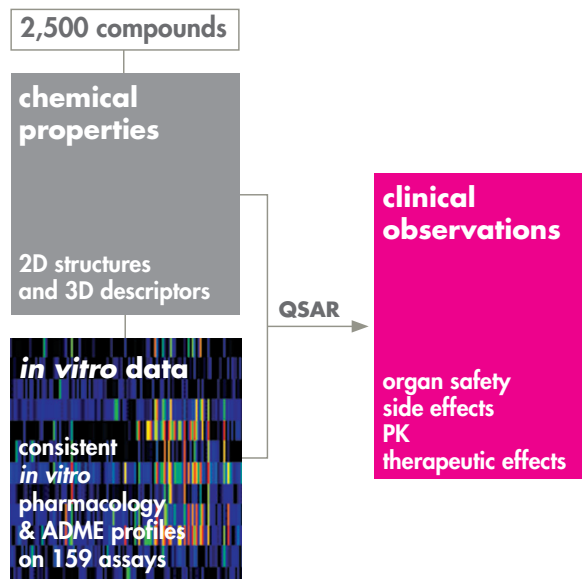 2,500 compounds
chemical
properties
2D structures
and 3D descriptors
in vitro data
consistent
in vitro
pharmacology
& ADME profiles
on 159 assays
QSAR
clinical
observations
organ safety
side effects
PK
therapeutic effects